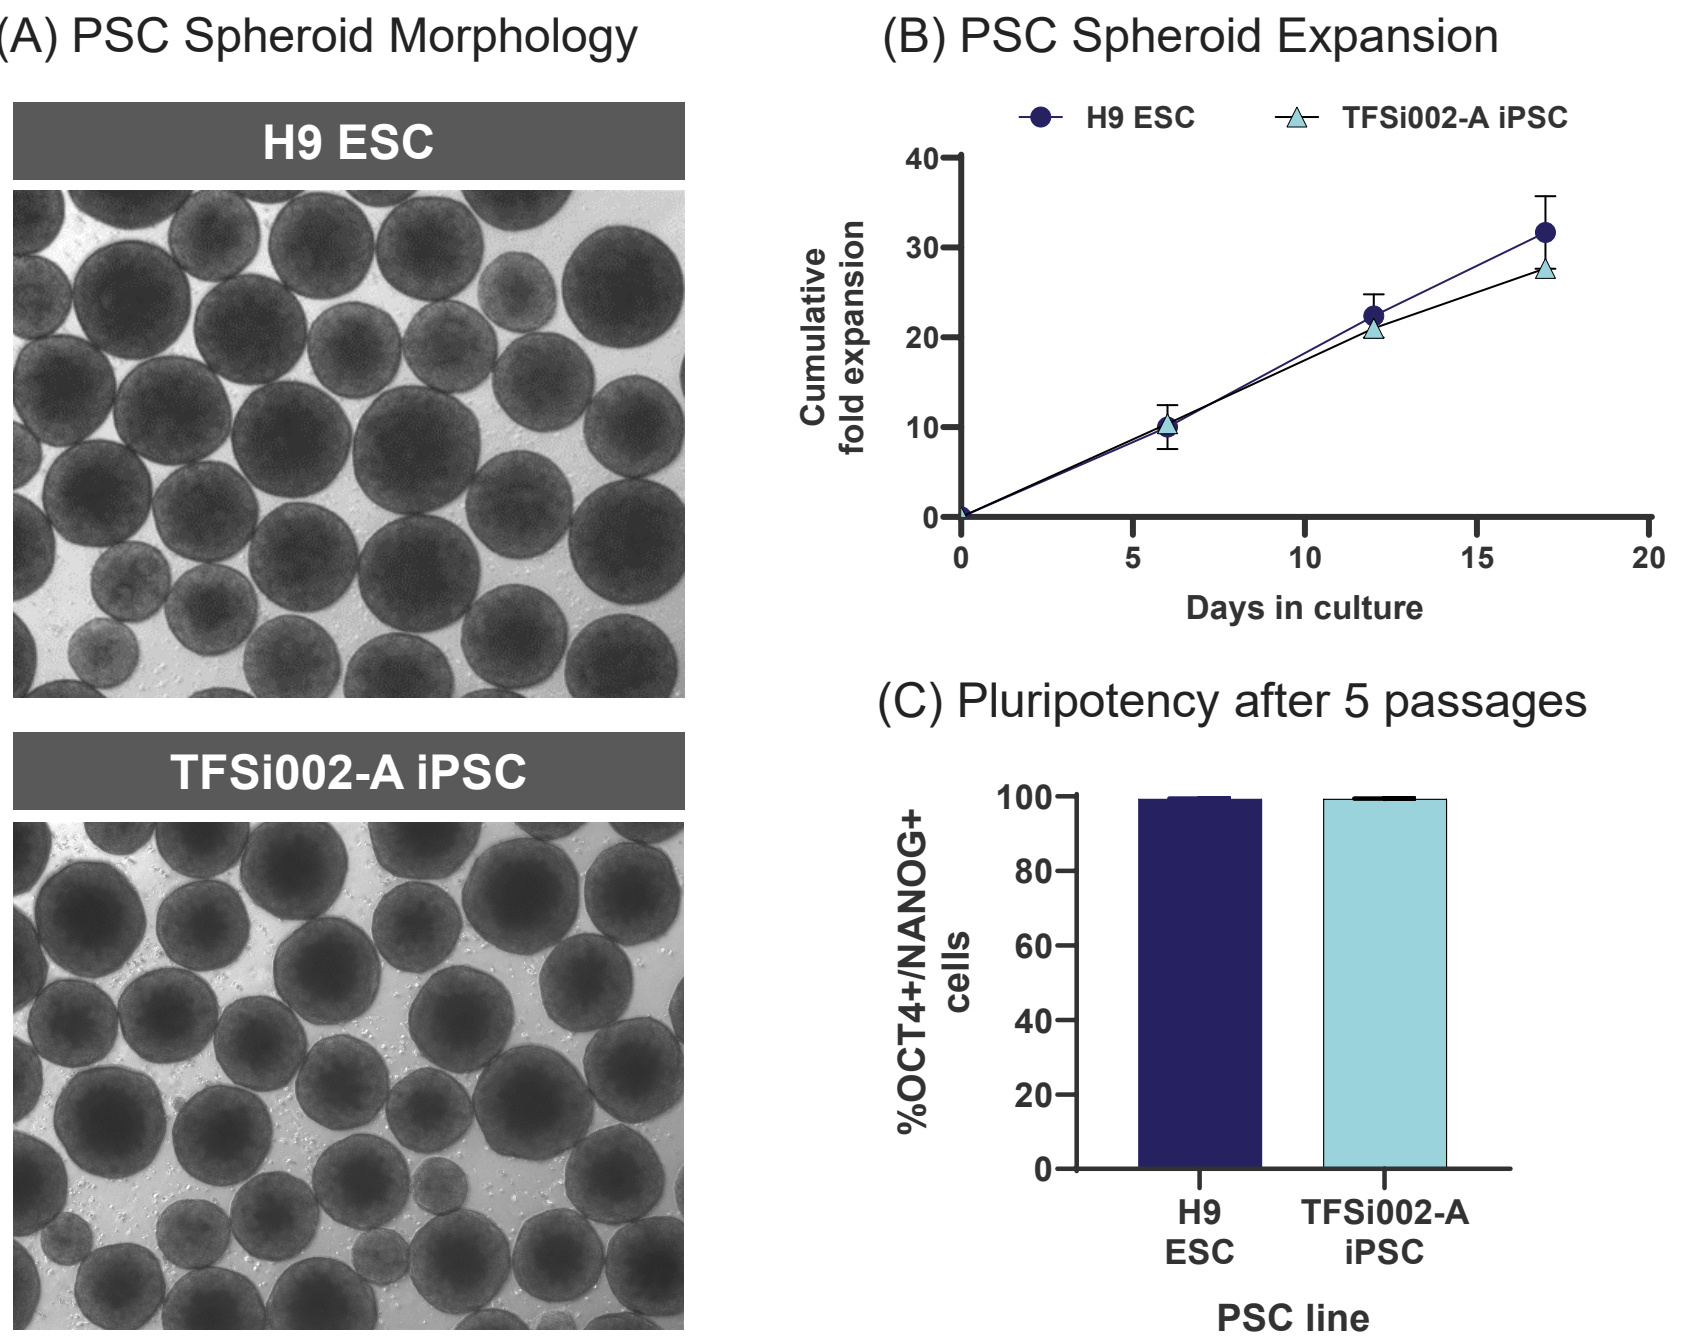 (A) PSC Spheroid Morphology
H9 ESC
TFSi002-A iPSC
(B) PSC Spheroid Expansion
H9 ESC
TFSi002-A iPSC
Cumulative
fold expansion
40
30
20
10
0
0
5
10
15
20
Days in culture
(C) Pluripotency after 5 passages
%OCT4+/NANOG+
cells
100
80
60
40
20
0
H9
ESC
TFSi002-A
iPSC
PSC line